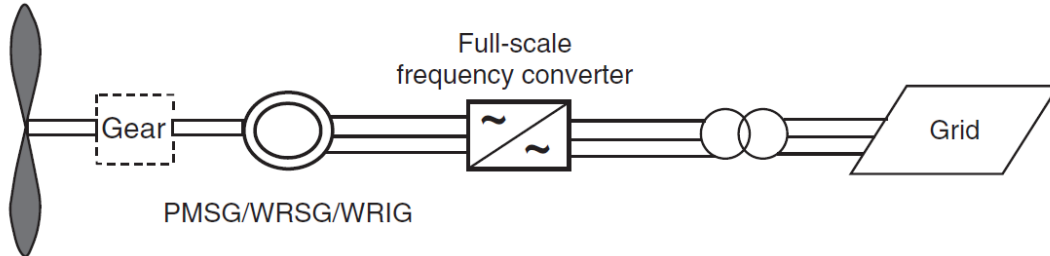 Full-scale
frequency converter
Gear
~
~
Grid
PMSG/WRSG/WRIG